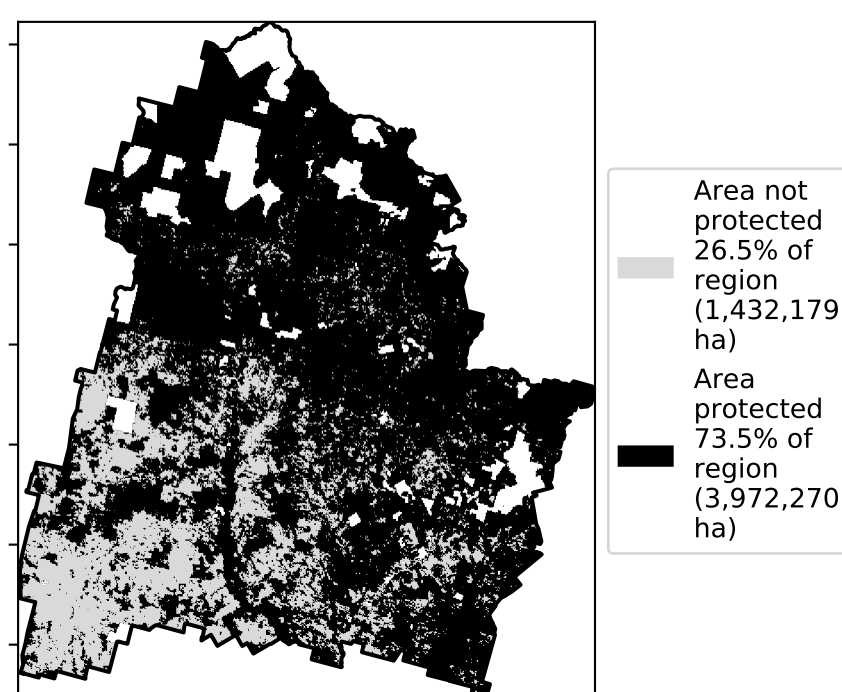 Area not
protected
26.5% of
region
(1,432,179
ha)
Area
protected
73.5% of
region
(3,972,270
ha)